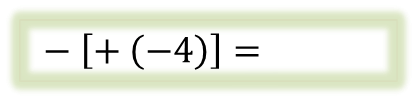 − [+ (−4)] =